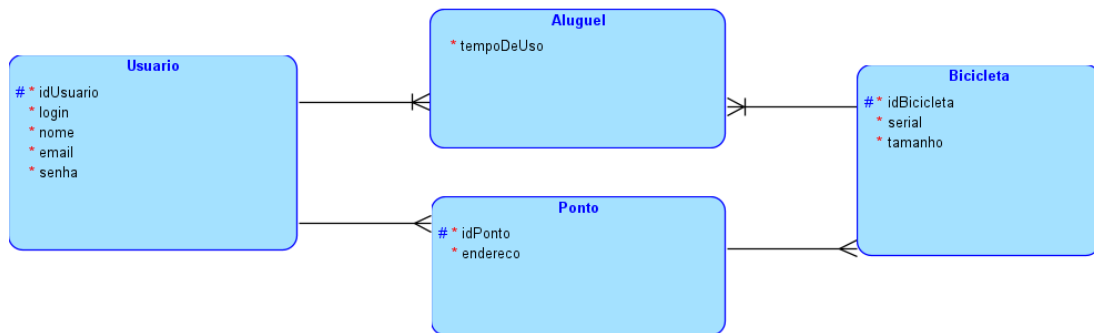 Usuario
# * idUsuario
* login
* nome
* email
* senha
Aluguel
* tempoDeUso
Ponto
# * idPonto
* endereco
Bicicleta
# * idBicicleta
* serial
* tamanho